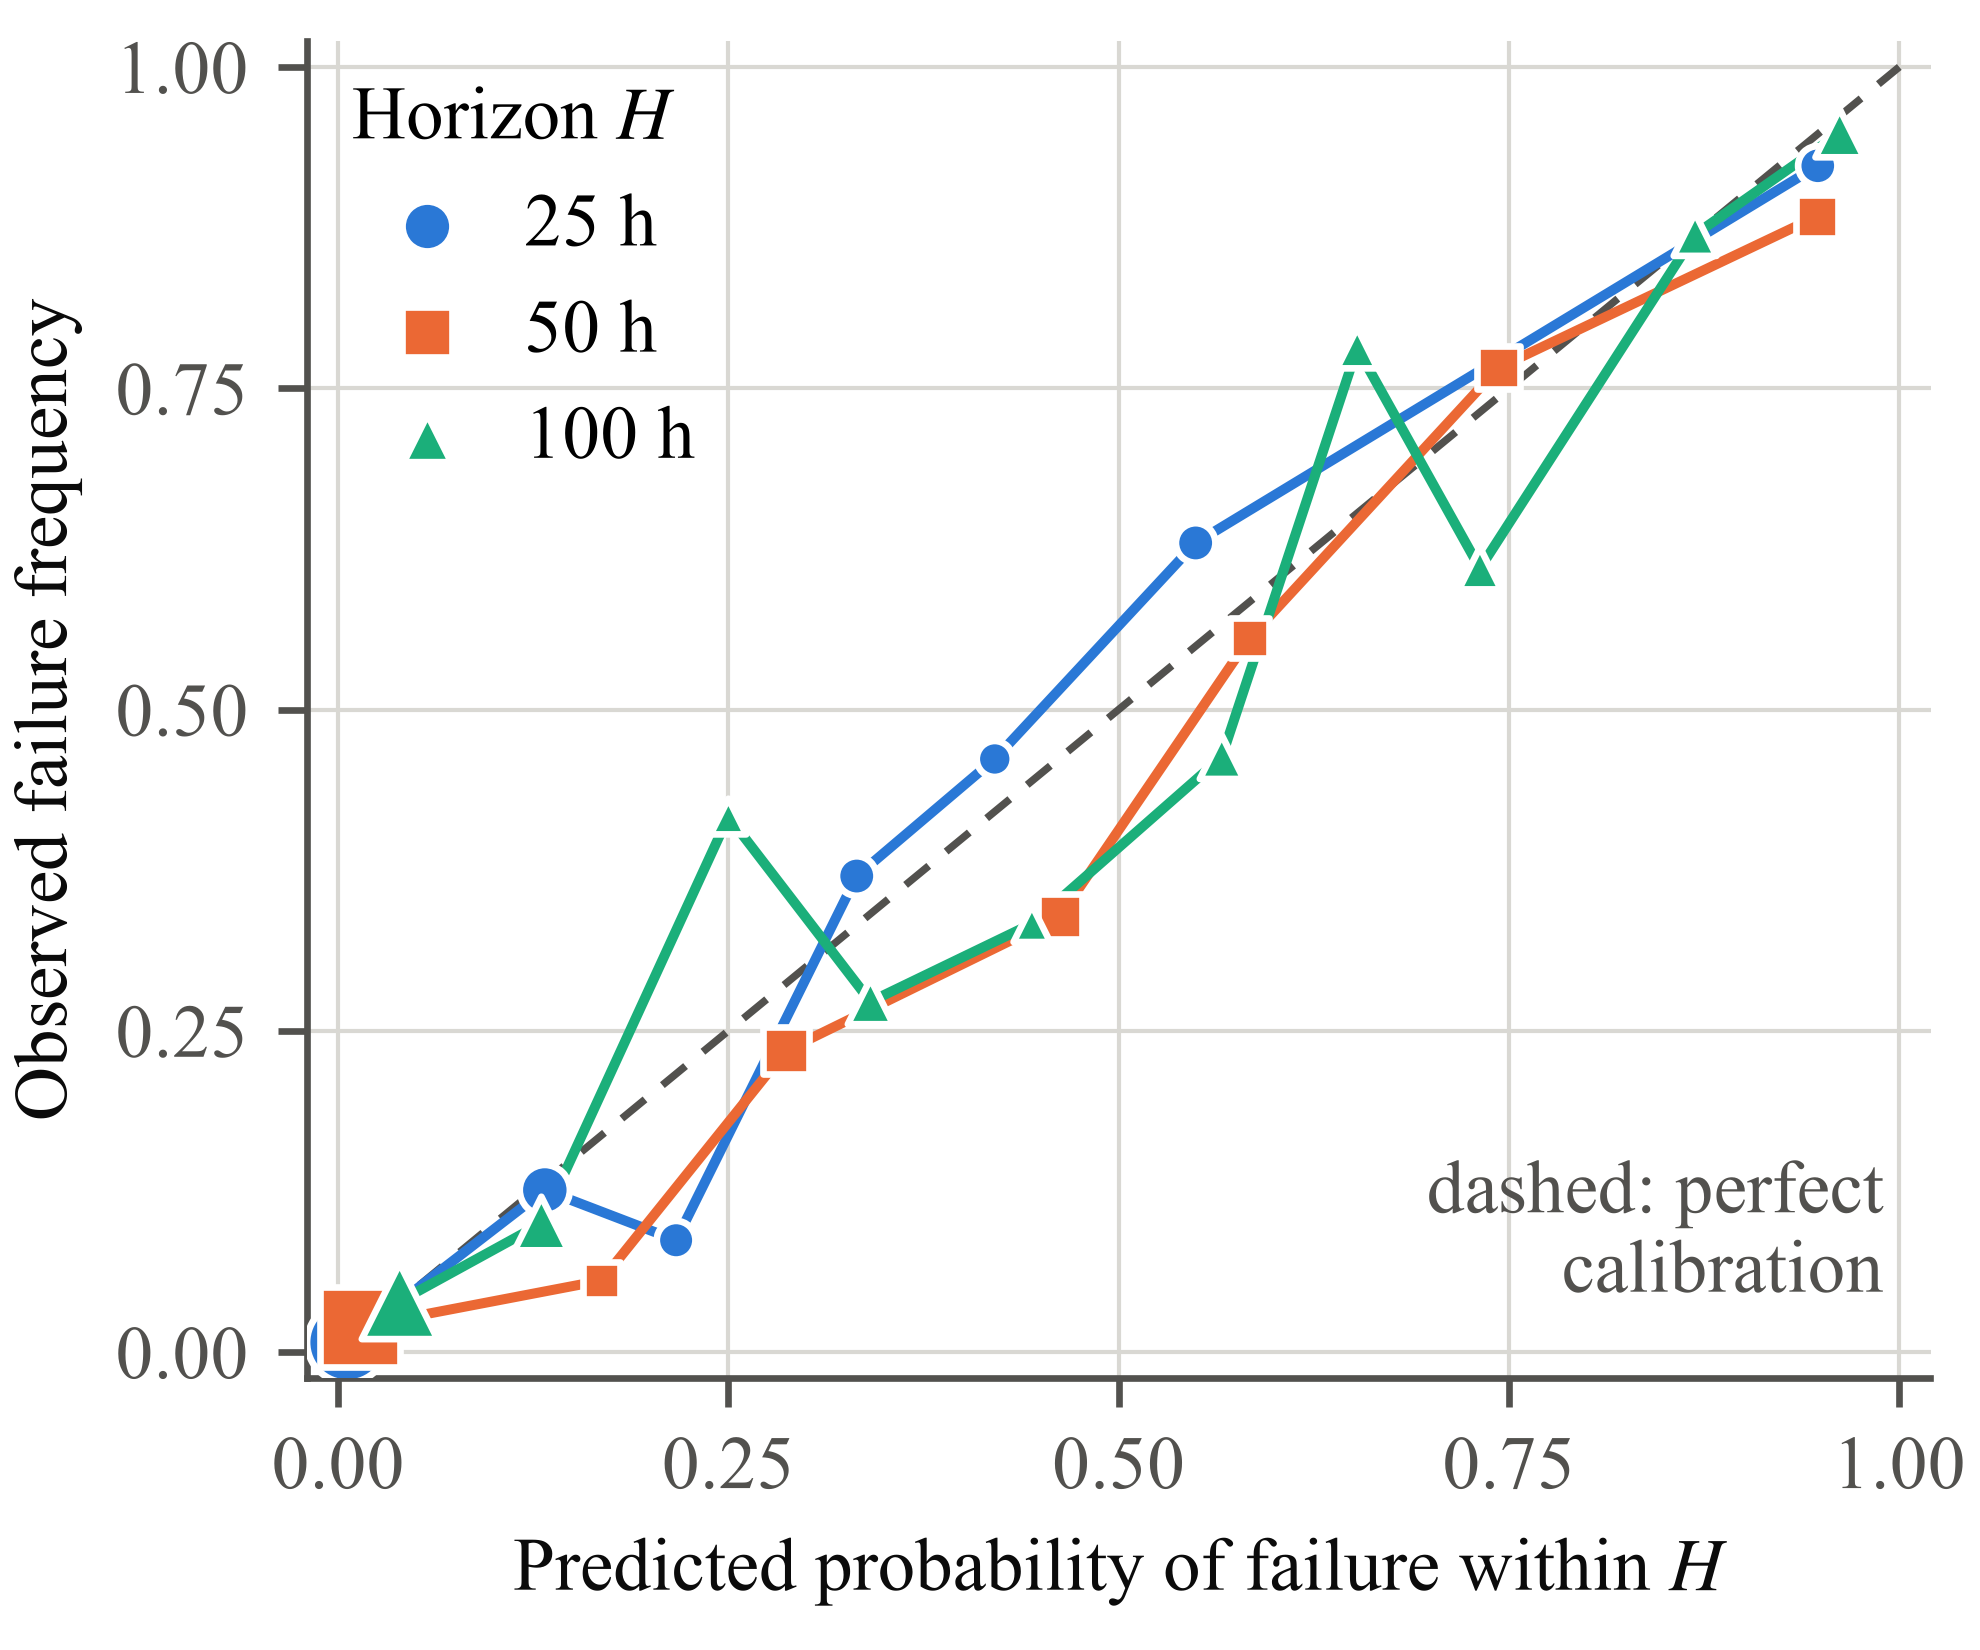 1.00
0.75
0.50
0.25
0.00
Observed failure frequency
Horizon H
25 h
50 h
100 h
dashed: perfect
calibration
0.00 0.25 0.50 0.75 1.00
Predicted probability of failure within H